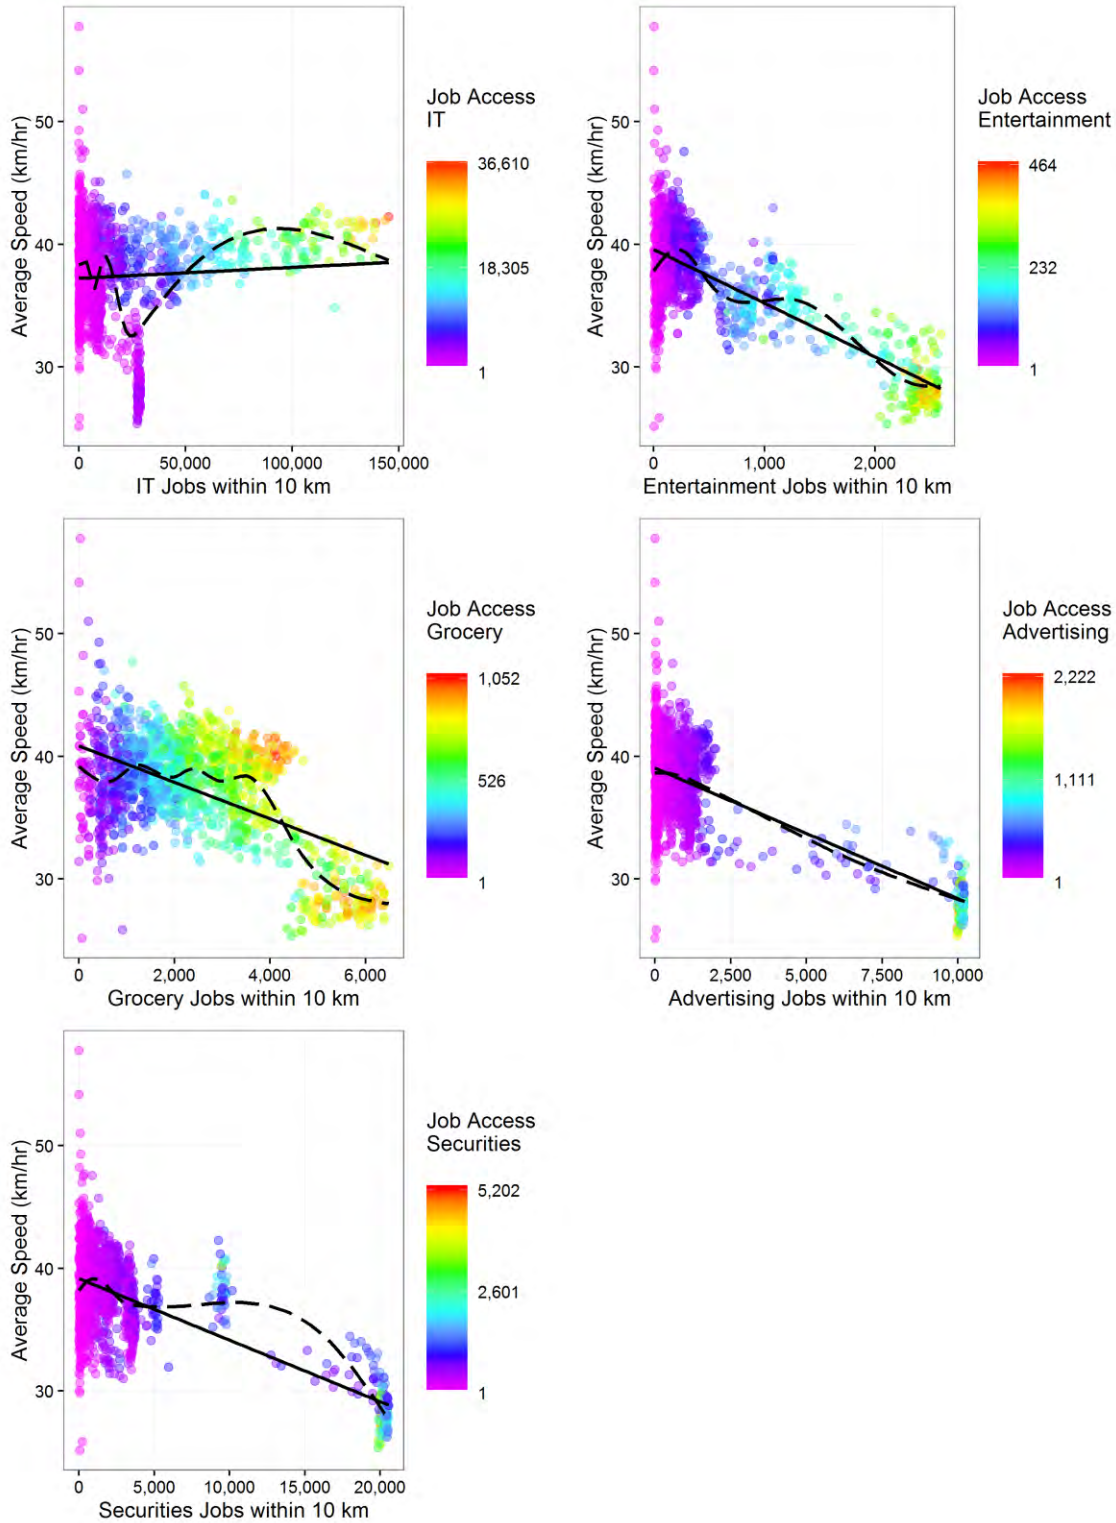 Average Speed (km/hr)
50
40
30
0
50,000
100,000
150,000
IT Jobs within 10 km
Job Access
IT
36,610
18,305
1
Average Speed (km/hr)
50
40
30
0
1,000
2,000
Entertainment Jobs within 10 km
Job Access
Entertainment
464
232
1
Average Speed (km/hr)
50
40
30
0
2,000
4,000
6,000
Grocery Jobs within 10 km
Job Access
Grocery
1,052
526
1
Average Speed (km/hr)
50
40
30
0
2,500
5,000
7,500
10,000
Advertising Jobs within 10 km
Job Access
Advertising
2,222
1,111
1
Average Speed (km/hr)
50
40
30
0
5,000
10,000
15,000
20,000
Securities Jobs within 10 km
Job Access
Securities
5,202
2,601
1